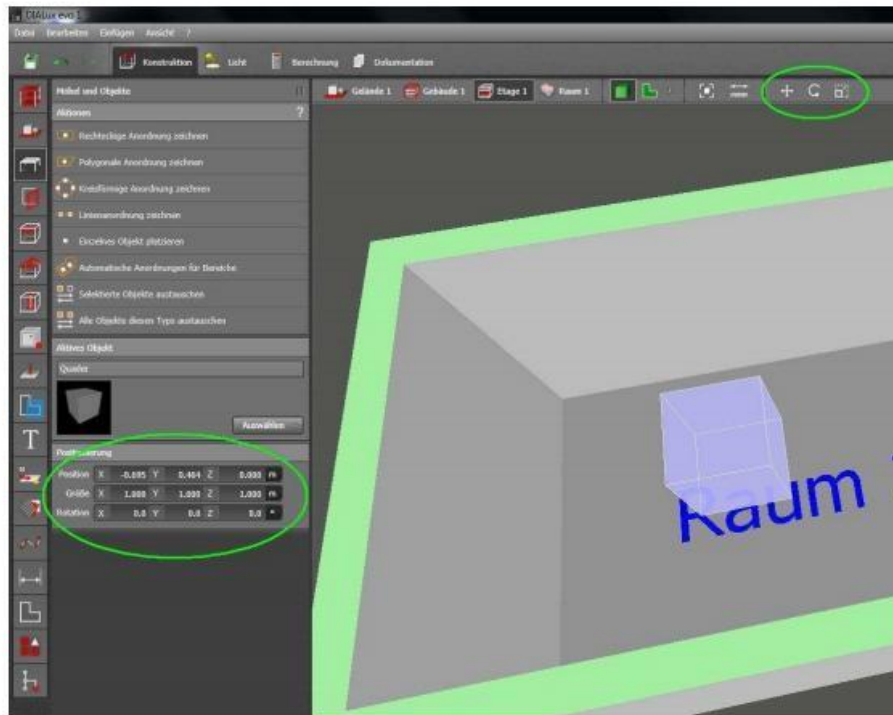 DIALux evo 1
Datei Bearbeiten Einfügen Ansicht ?
Konstruktion Licht Berechnung Dokumentation
Möbel und Objekte
Gelände 1 Gebäude 1 Etage 1 Raum 1
Aktionen ?
Rechteckige Anordnung zeichnen
Polygonale Anordnung zeichnen
Kreisförmige Anordnung zeichnen
Linienanordnung zeichnen
Einzelnes Objekt platzieren
Automatische Anordnungen für Bereiche
Selektierte Objekte austauschen
Alle Objekte diesen Typs austauschen
Aktives Objekt
Quader
Auswählen
Positionierung
Position X -0.695 Y 0.464 Z 0.000 m
Größe X 1.000 Y 1.000 Z 1.000 m
Rotation X 0.0 Y 0.0 Z 0.0 °
T
Raum